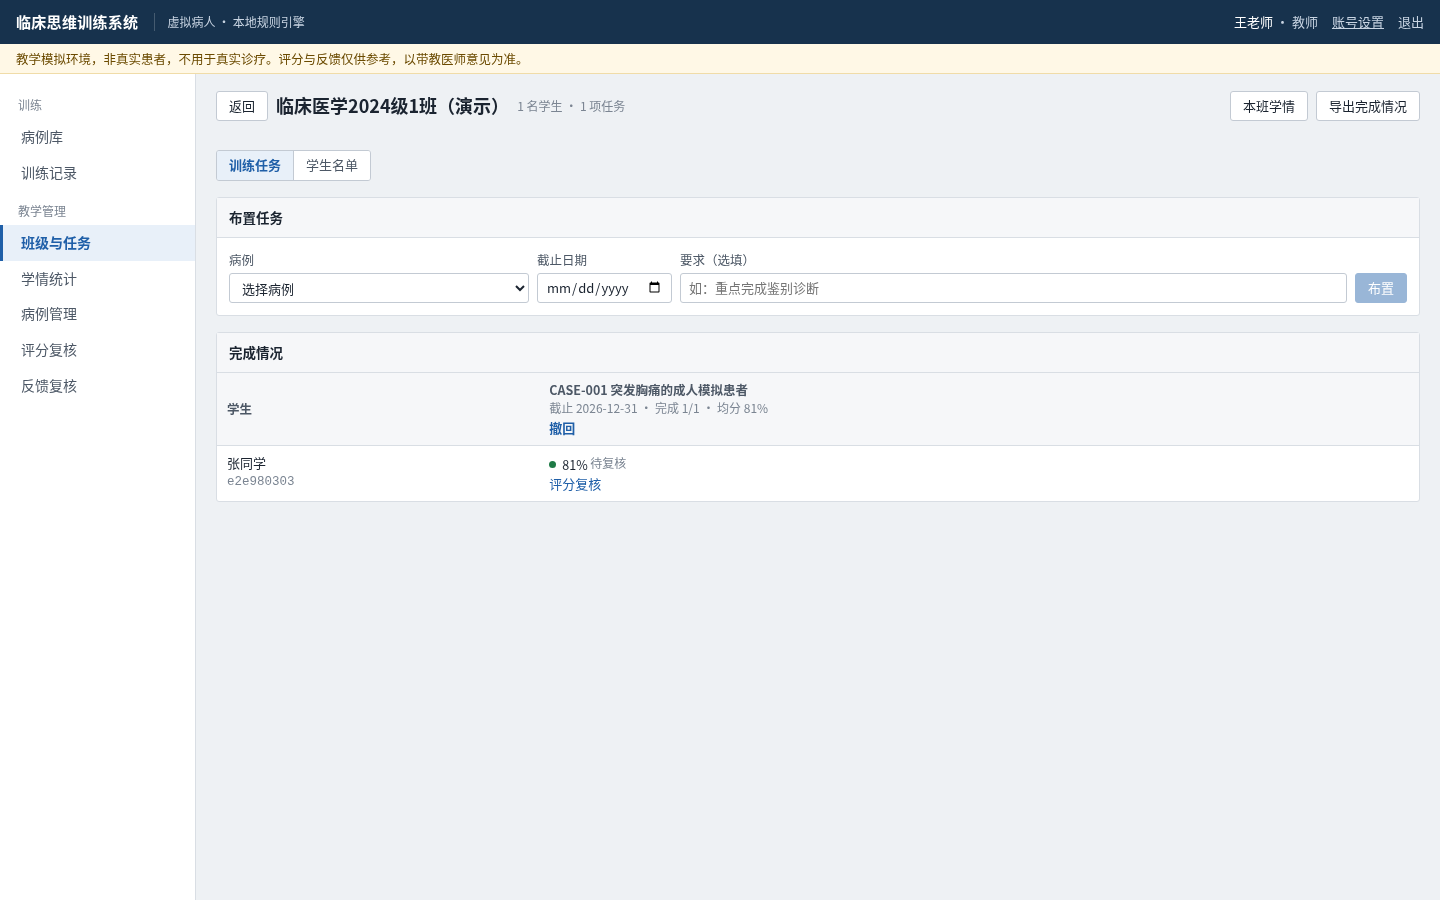 临床思维训练系统 虚拟病人 · 本地规则引擎 王老师 · 教师 账号设置 退出
教学模拟环境，非真实患者，不用于真实诊疗。评分与反馈仅供参考，以带教医师意见为准。
训练
病例库
训练记录
教学管理
班级与任务
学情统计
病例管理
评分复核
反馈复核
返回 临床医学2024级1班（演示） 1 名学生 · 1 项任务 本班学情 导出完成情况
训练任务 学生名单
布置任务
病例 截止日期 要求（选填）
选择病例 mm/dd/yyyy 如：重点完成鉴别诊断 布置
完成情况
学生
CASE-001 突发胸痛的成人模拟患者
截止 2026-12-31 · 完成 1/1 · 均分 81%
撤回
张同学 81% 待复核
e2e980303 评分复核